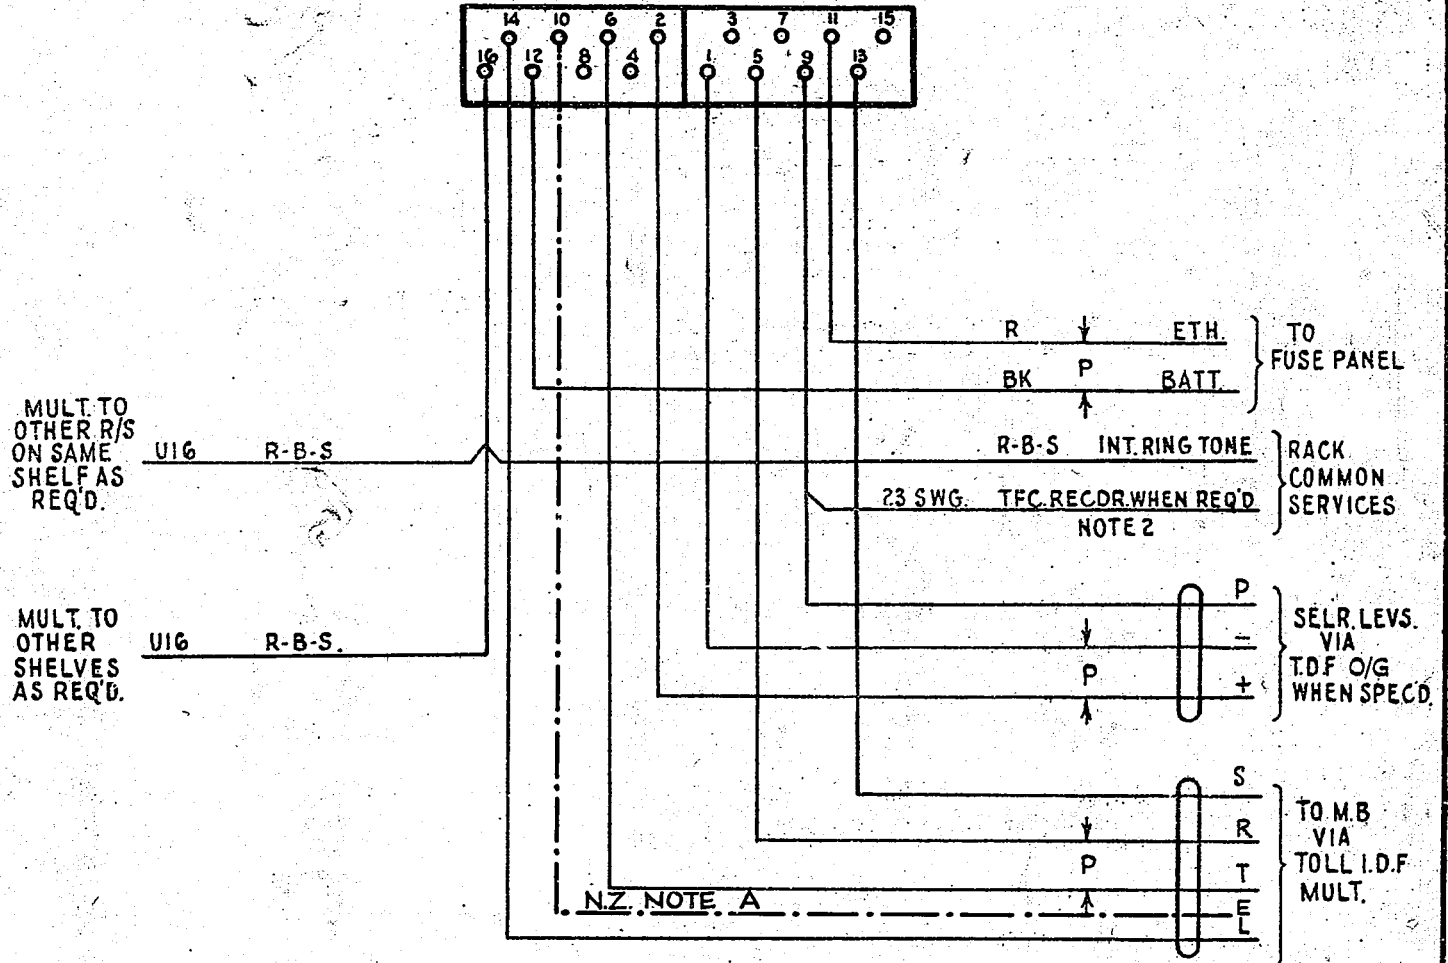 14 10 6 2 3 7 11 15
16 12 8 4 1 5 9 13
R ETH.
P
BK BATT.
TO
FUSE PANEL
MULT. TO
OTHER R/S
ON SAME
SHELF AS
REQ'D.
U16 R-B-S
R-B-S INT. RING TONE
23 SWG. TFC. RECDR. WHEN REQ'D
NOTE 2
RACK
COMMON
SERVICES
MULT. TO
OTHER
SHELVES
AS REQ'D.
U16 R-B-S.
P
-
P
+
SELR. LEVS.
VIA
T.D.F O/G
WHEN SPECD.
S
R
P
T
N.Z. NOTE A
E
L
TO M.B
VIA
TOLL I.D.F
MULT.